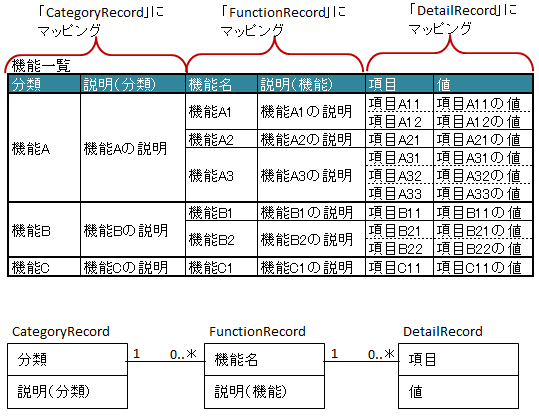 「CategoryRecord」に
マッピング
「FunctionRecord」に
マッピング
「DetailRecord」に
マッピング
機能一覧
分類 説明(分類) 機能名 説明(機能) 項目 値
機能A 機能Aの説明 機能A1 機能A1の説明 項目A11 項目A11の値
項目A12 項目A12の値
機能A2 機能A2の説明 項目A21 項目A21の値
機能A3 機能A3の説明 項目A31 項目A31の値
項目A32 項目A32の値
項目A33 項目A33の値
機能B 機能Bの説明 機能B1 機能B1の説明 項目B11 項目B11の値
機能B2 機能B2の説明 項目B21 項目B21の値
項目B22 項目B22の値
機能C 機能Cの説明 機能C1 機能C1の説明 項目C11 項目C11の値
CategoryRecord FunctionRecord DetailRecord
分類 1 0..* 機能名 1 0..* 項目
説明(分類) 説明(機能) 値